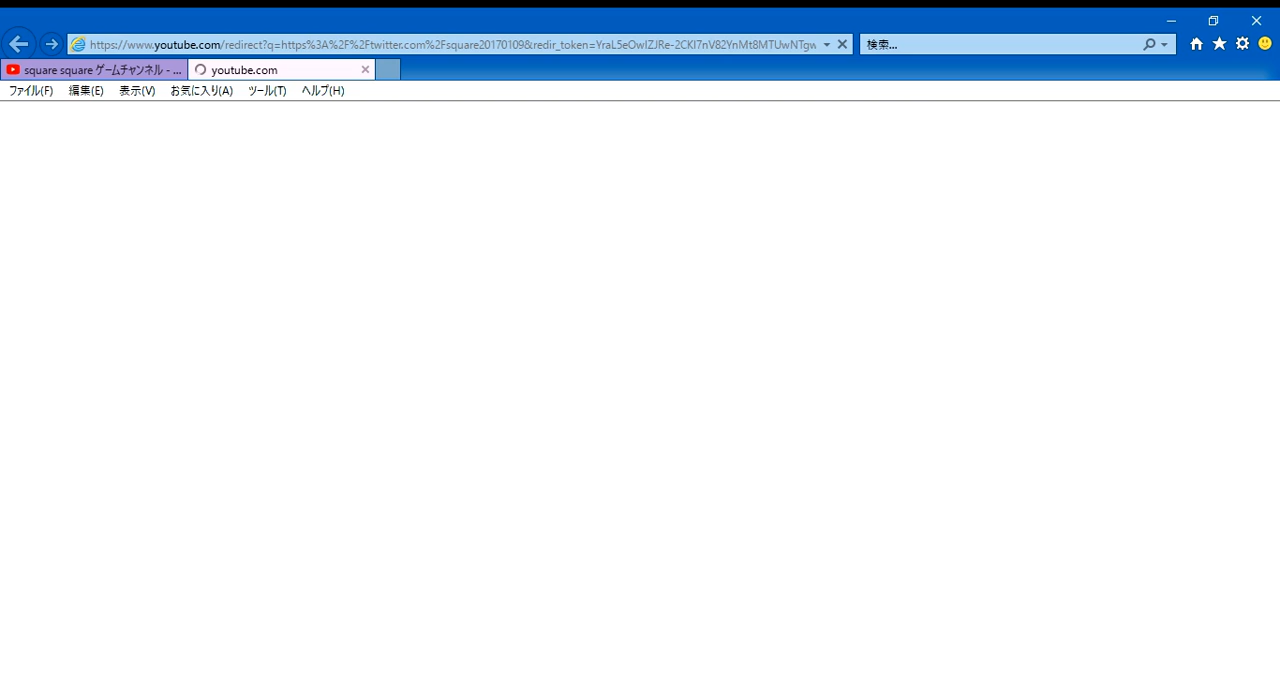 https://www.youtube.com/redirect?q=https%3A%2F%2Ftwitter.com%2Fsquare20170109&redir_token=YraL5eOwIZJRe-2CKl7nV82YnMt8MTUwNTgw
検索...
square square ゲームチャンネル - ...
youtube.com
ファイル(F) 編集(E) 表示(V) お気に入り(A) ツール(T) ヘルプ(H)